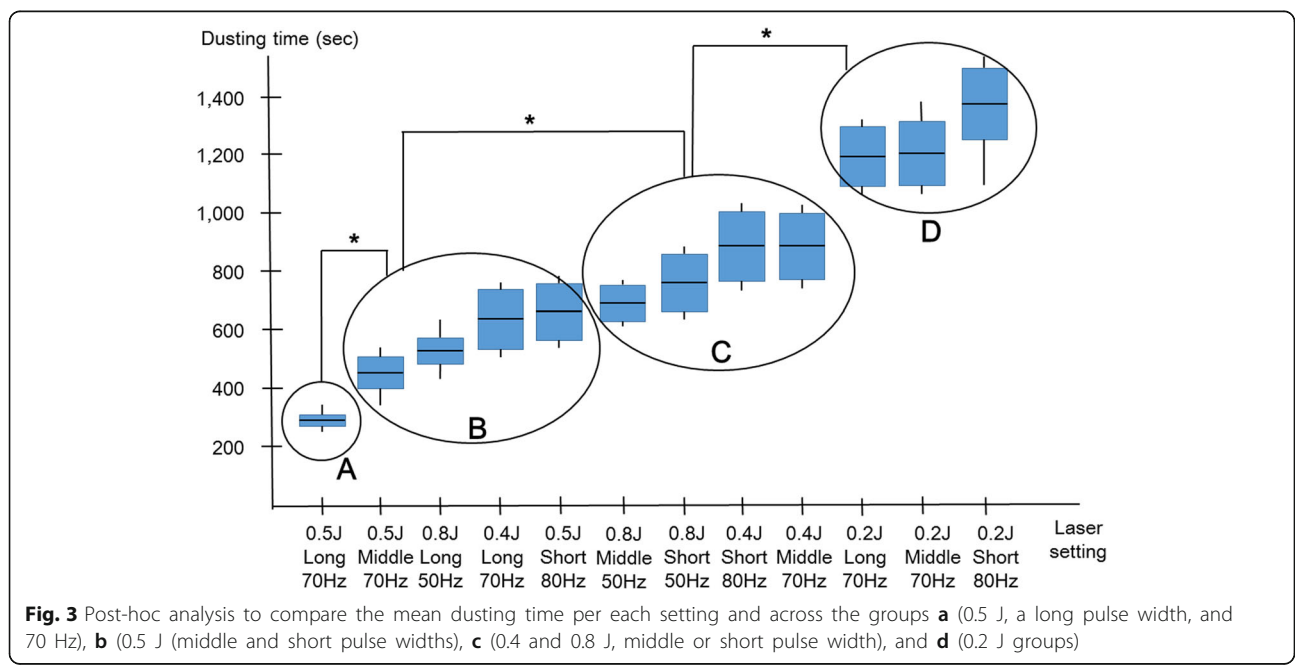 Dusting time (sec)
*
*
*
1,400
1,200
1,000
800
600
400
200
A
B
C
D
0.5J 0.5J 0.8J 0.4J 0.5J 0.8J 0.8J 0.4J 0.4J 0.2J 0.2J 0.2J
Long Middle Long Long Short Middle Short Short Middle Long Middle Short
70Hz 70Hz 50Hz 70Hz 80Hz 50Hz 50Hz 80Hz 70Hz 70Hz 70Hz 80Hz
Laser
setting
Fig. 3 Post-hoc analysis to compare the mean dusting time per each setting and across the groups a (0.5 J, a long pulse width, and
70 Hz), b (0.5 J (middle and short pulse widths), c (0.4 and 0.8 J, middle or short pulse width), and d (0.2 J groups)